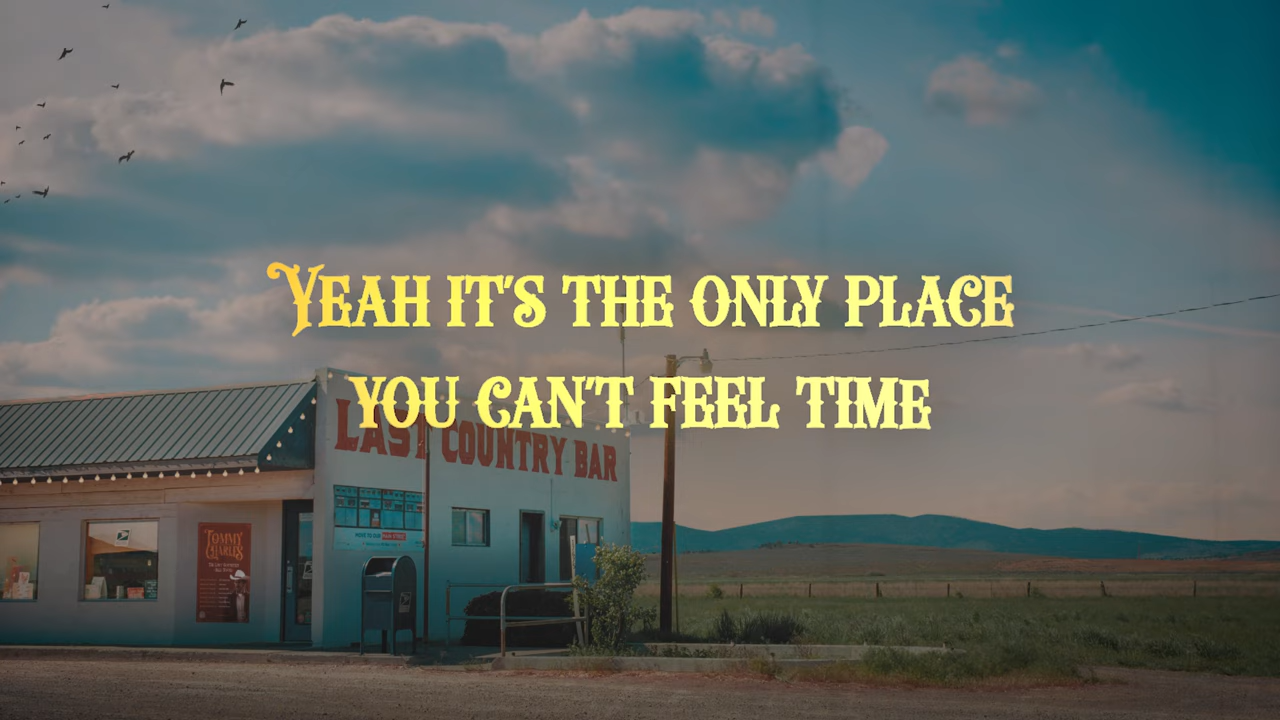 Yeah it's the only place
you can't feel time
LAST COUNTRY BAR
TOMMY
CHARLES